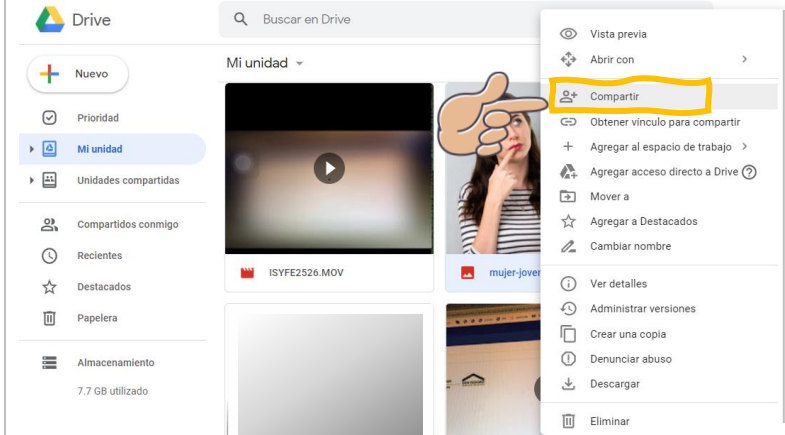 Drive
Buscar en Drive
Nuevo
Prioridad
Mi unidad
Unidades compartidas
Compartidos conmigo
Recientes
Destacados
Papelera
Almacenamiento
7.7 GB utilizado
Mi unidad
ISYFE2526.MOV
mujer-jover
Vista previa
Abrir con
Compartir
Obtener vínculo para compartir
Agregar al espacio de trabajo
Agregar acceso directo a Drive
Mover a
Agregar a Destacados
Cambiar nombre
Ver detalles
Administrar versiones
Crear una copia
Denunciar abuso
Descargar
Eliminar